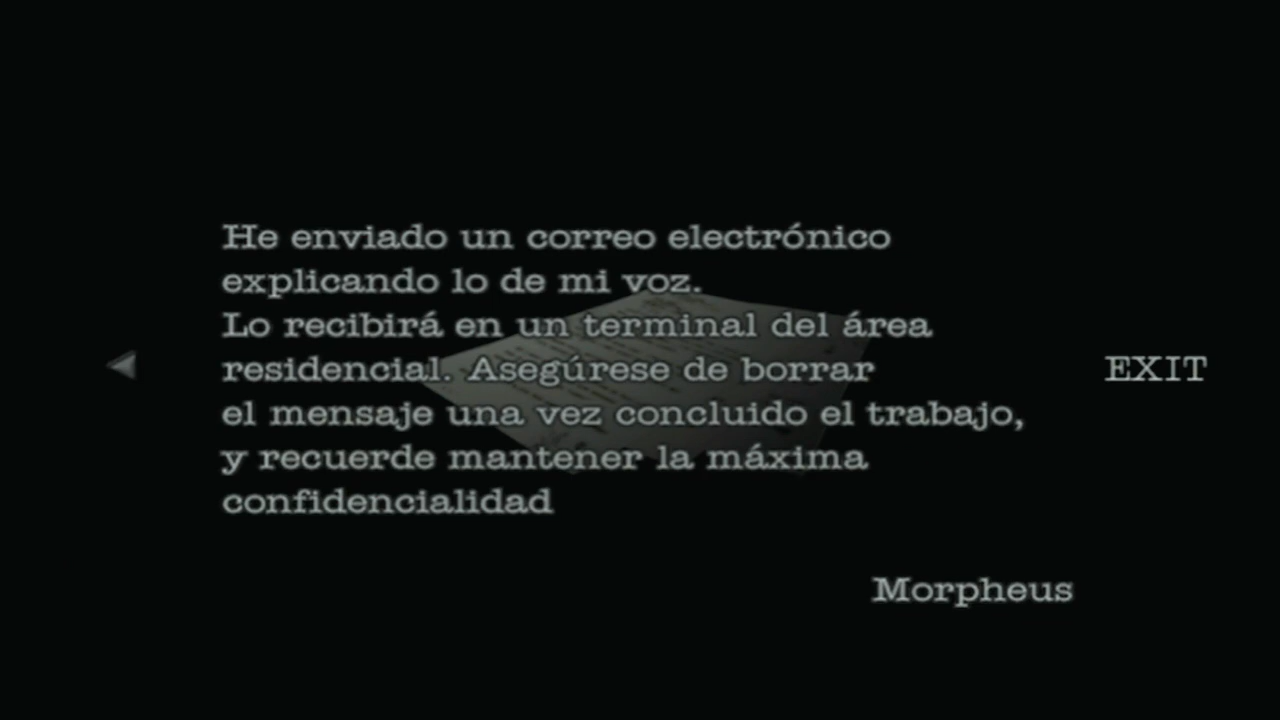 He enviado un correo electrónico
explicando lo de mi voz.
Lo recibirá en un terminal del área
residencial. Asegúrese de borrar
el mensaje una vez concluido el trabajo,
y recuerde mantener la máxima
confidencialidad
EXIT
Morpheus